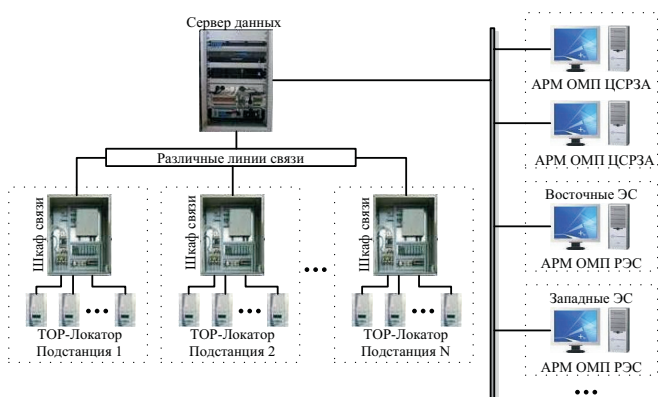 Сервер данных
АРМ ОМП ЦСРЗА
АРМ ОМП ЦСРЗА
Различные линии связи
Восточные ЭС
АРМ ОМП РЭС
Западные ЭС
АРМ ОМП РЭС
•••
Шкаф связи
•••
ТОР-Локатор
Подстанция 1
Шкаф связи
•••
ТОР-Локатор
Подстанция 2
•••
Шкаф связи
•••
ТОР-Локатор
Подстанция N